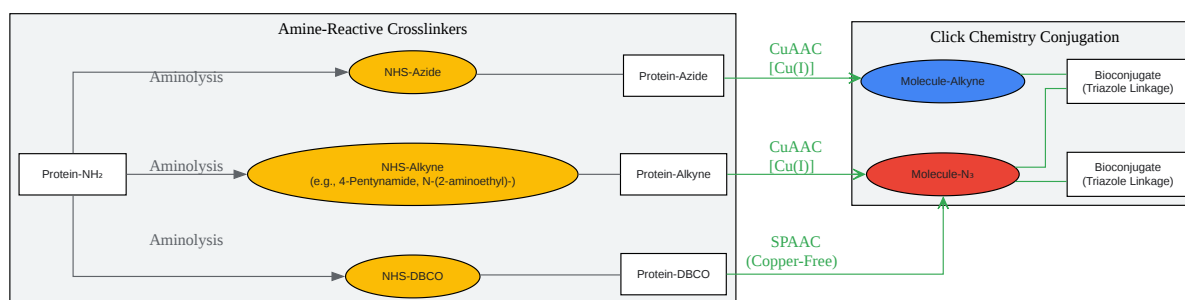 Amine-Reactive Crosslinkers
Click Chemistry Conjugation
CuAAC
[Cu(I)]
Aminolysis
NHS-Azide
Protein-Azide
Molecule-Alkyne
Bioconjugate
(Triazole Linkage)
CuAAC
[Cu(I)]
Protein-NH₂
Aminolysis
NHS-Alkyne
(e.g., 4-Pentynamide, N-(2-aminoethyl)-)
Protein-Alkyne
Molecule-N₃
Bioconjugate
(Triazole Linkage)
Aminolysis
NHS-DBCO
Protein-DBCO
SPAAC
(Copper-Free)